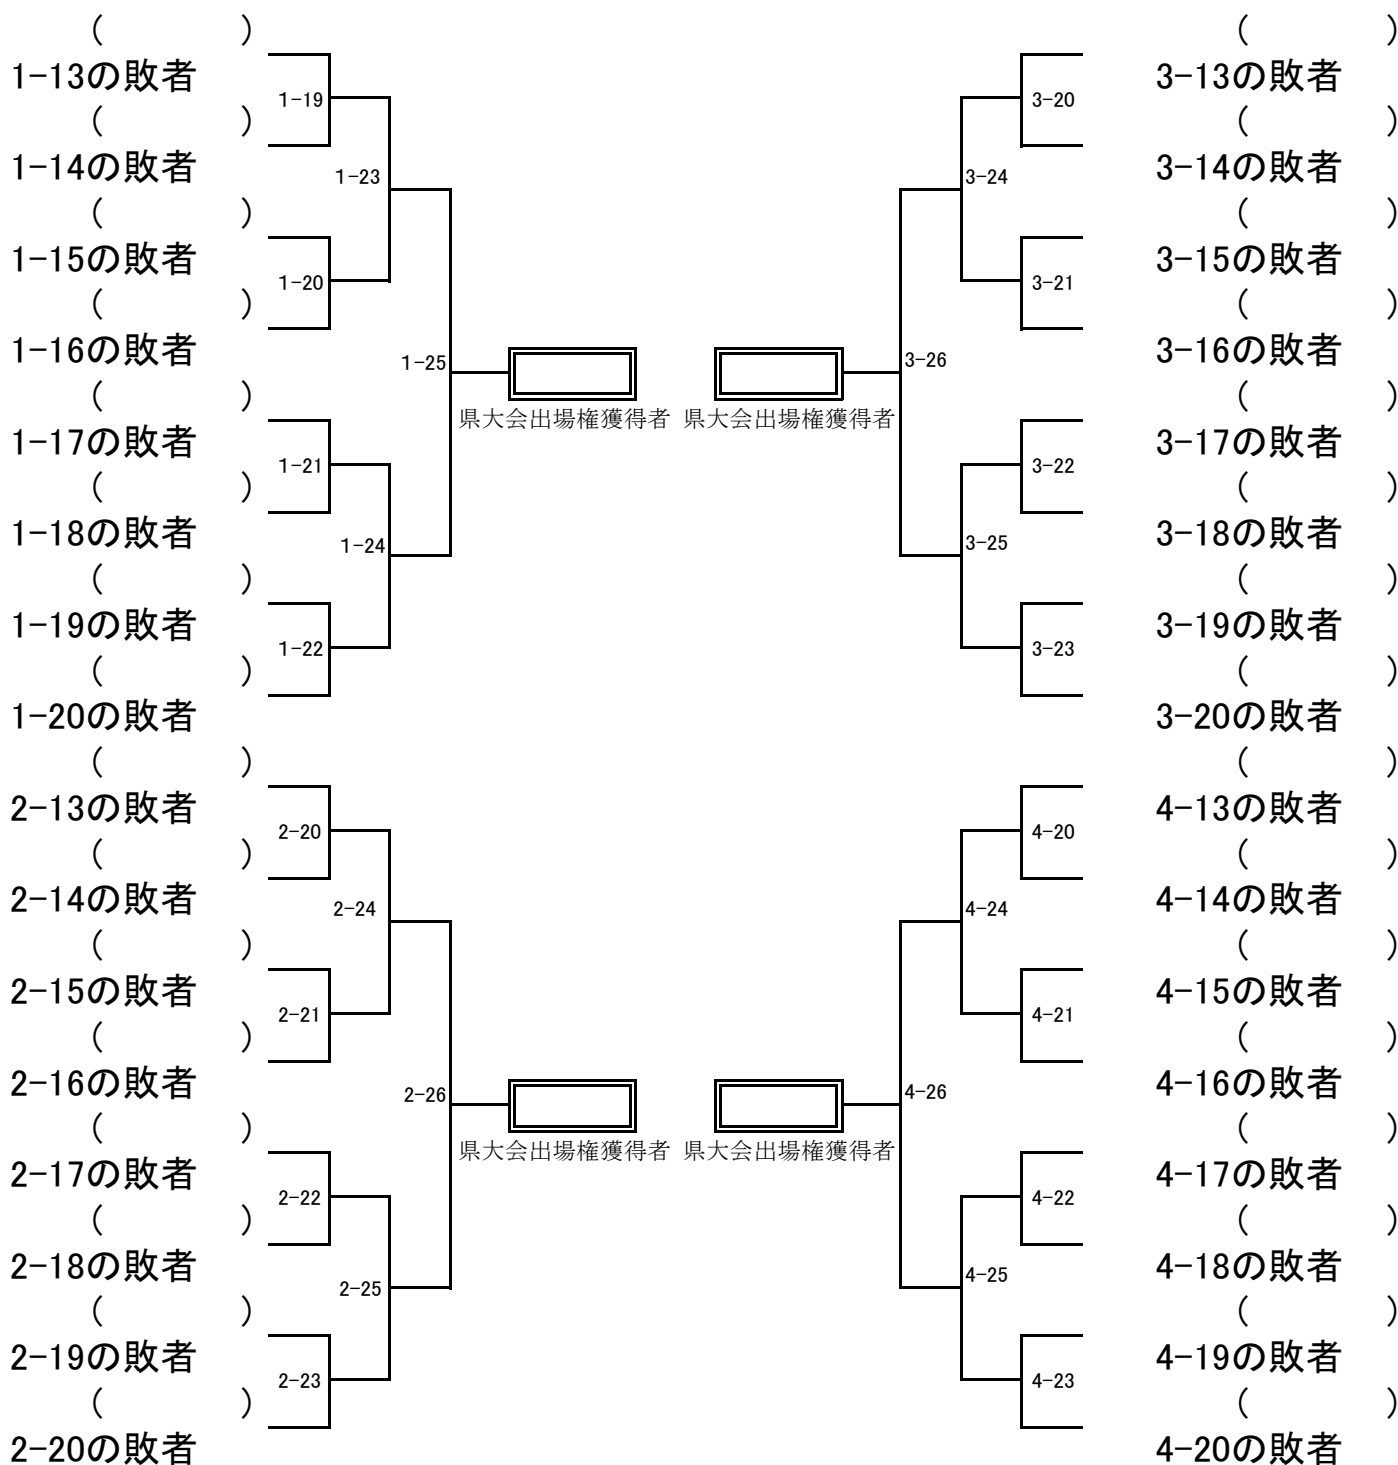 ( )
1-13の敗者
1-19
( )
1-14の敗者
1-23
( )
1-15の敗者
1-20
( )
1-16の敗者
1-25
県大会出場権獲得者
( )
1-17の敗者
1-21
( )
1-18の敗者
1-24
( )
1-19の敗者
1-22
( )
1-20の敗者
( )
3-13の敗者
3-20
( )
3-14の敗者
3-24
( )
3-15の敗者
3-21
( )
3-16の敗者
3-26
県大会出場権獲得者
( )
3-17の敗者
3-22
( )
3-18の敗者
3-25
( )
3-19の敗者
3-23
( )
3-20の敗者
( )
2-13の敗者
2-20
( )
2-14の敗者
2-24
( )
2-15の敗者
2-21
( )
2-16の敗者
2-26
県大会出場権獲得者
( )
2-17の敗者
2-22
( )
2-18の敗者
2-25
( )
2-19の敗者
2-23
( )
2-20の敗者
( )
4-13の敗者
4-20
( )
4-14の敗者
4-24
( )
4-15の敗者
4-21
( )
4-16の敗者
4-26
県大会出場権獲得者
( )
4-17の敗者
4-22
( )
4-18の敗者
4-25
( )
4-19の敗者
4-23
( )
4-20の敗者